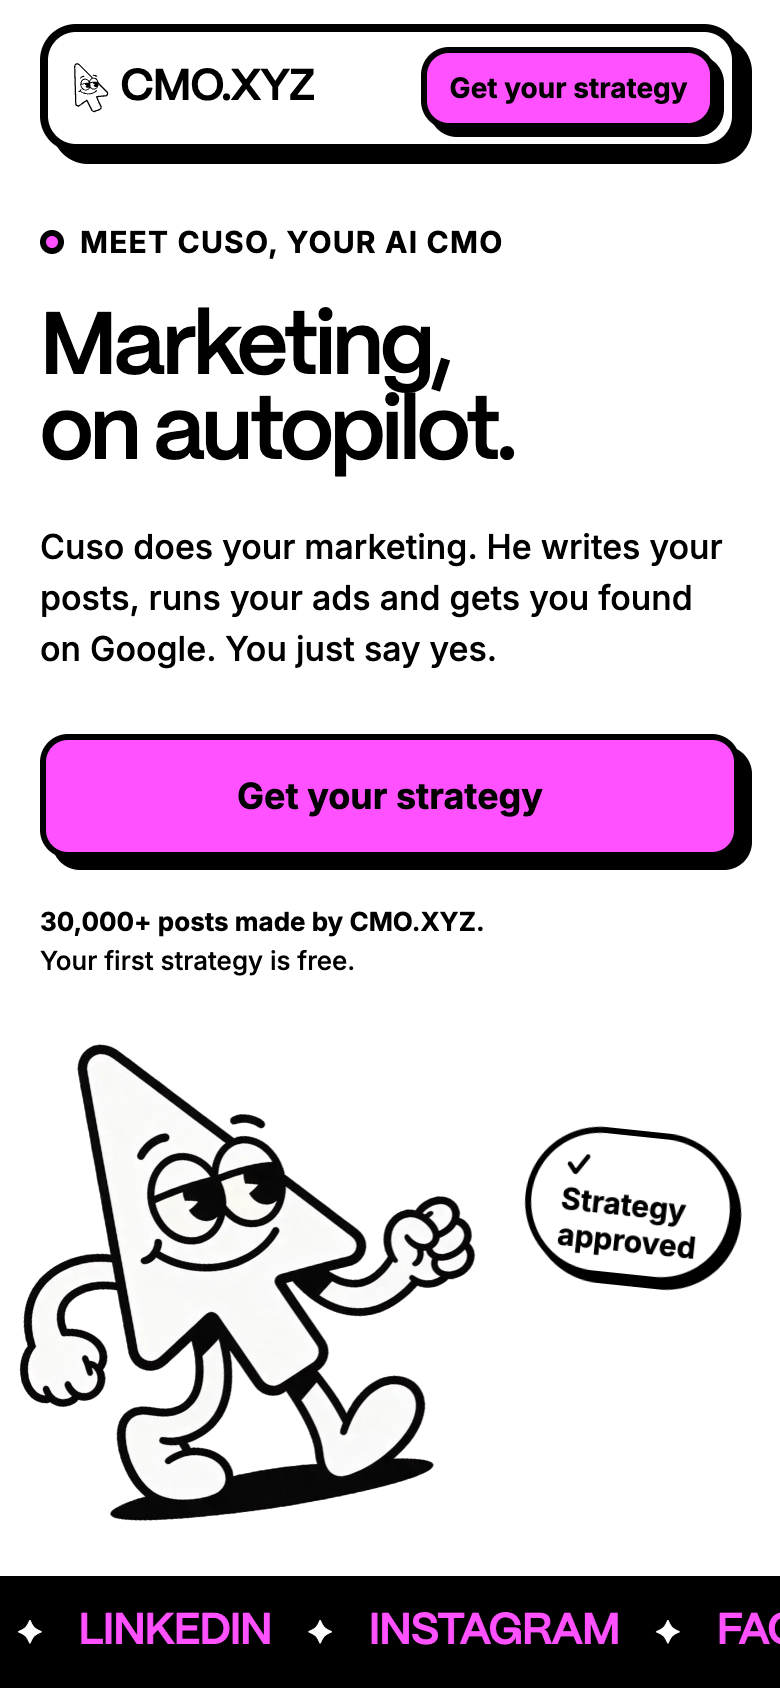 CMO.XYZ
Get your strategy
MEET CUSO, YOUR AI CMO
Marketing,
on autopilot.
Cuso does your marketing. He writes your
posts, runs your ads and gets you found
on Google. You just say yes.
Get your strategy
30,000+ posts made by CMO.XYZ.
Your first strategy is free.
✓
Strategy
approved
✦ LINKEDIN ✦ INSTAGRAM ✦